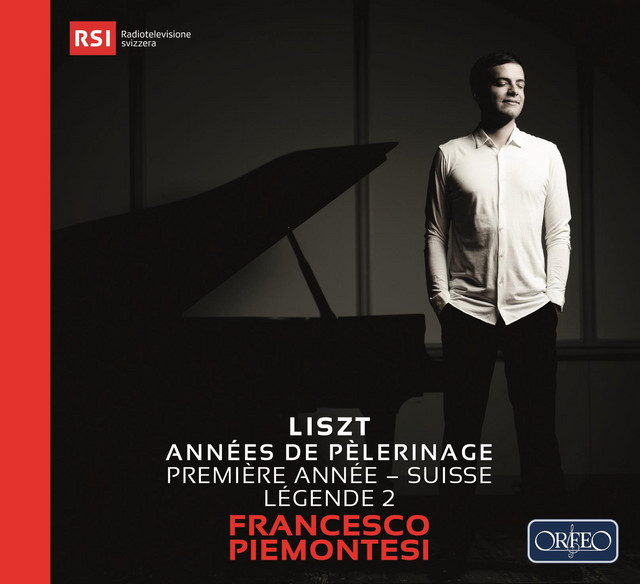 RSI
Radiotelevisione
svizzera
LISZT
ANNÉES DE PÈLERINAGE
PREMIÈRE ANNÉE – SUISSE
LÉGENDE 2
FRANCESCO
PIEMONTESI
ORFEO